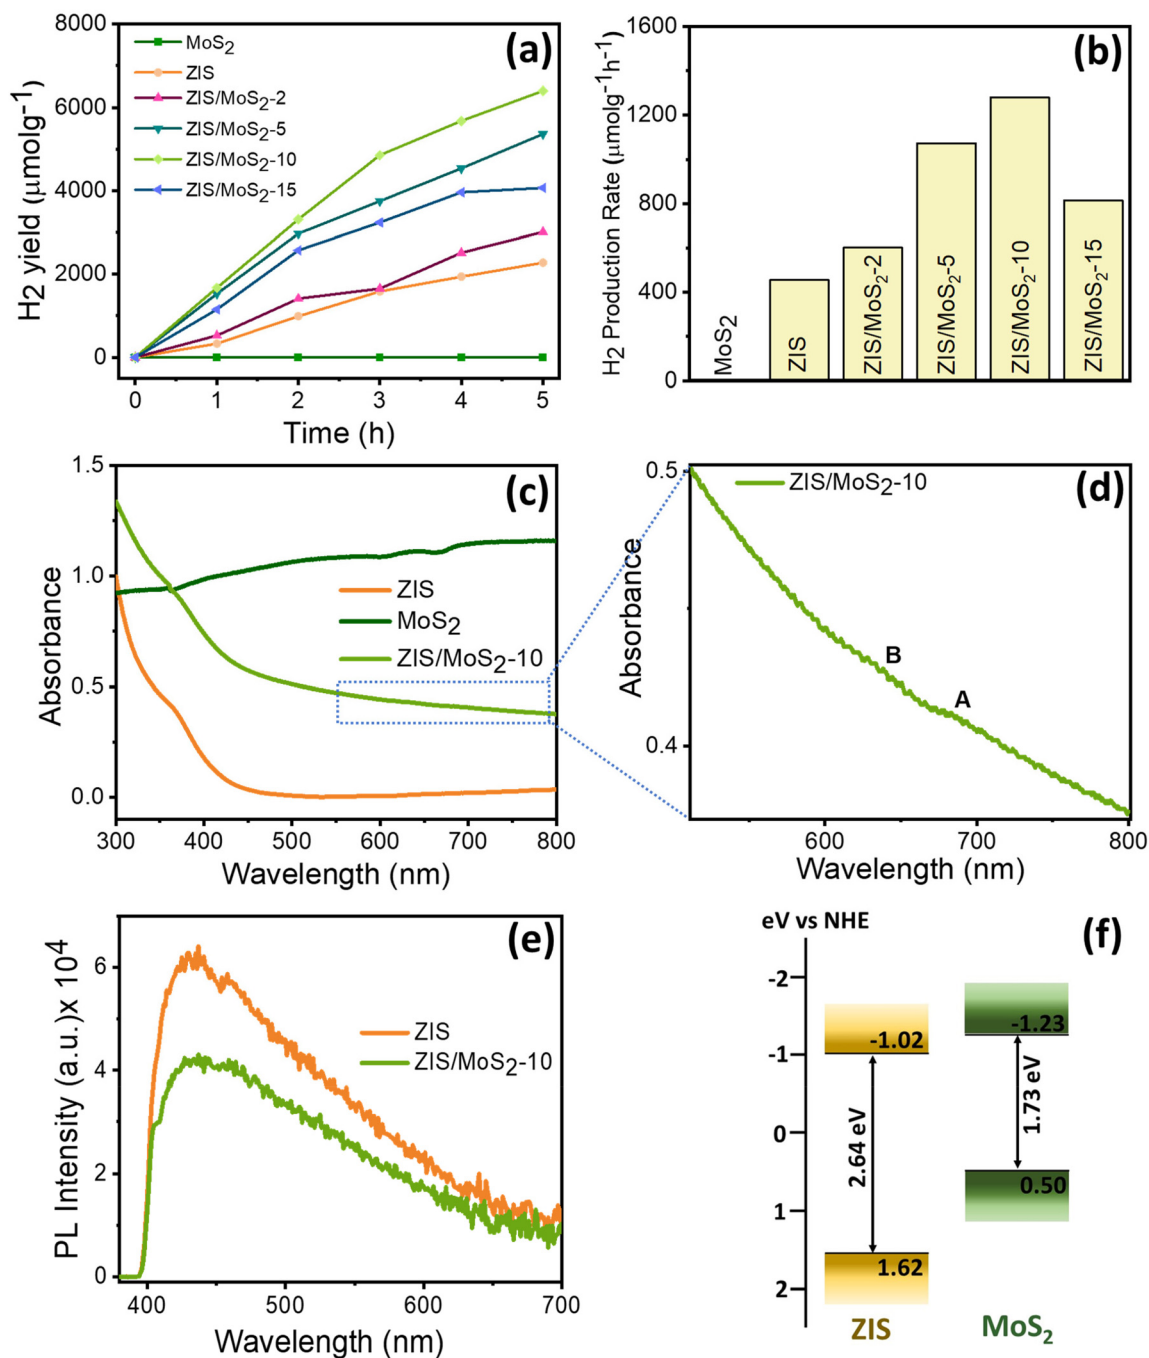 (a)
H2 yield (μmolg⁻¹)
8000
6000
4000
2000
0
MoS₂
ZIS
ZIS/MoS₂-2
ZIS/MoS₂-5
ZIS/MoS₂-10
ZIS/MoS₂-15
0 1 2 3 4 5
Time (h)
(b)
H2 Production Rate (μmolg⁻¹h⁻¹)
1600
1200
800
400
0
MoS₂
ZIS
ZIS/MoS₂-2
ZIS/MoS₂-5
ZIS/MoS₂-10
ZIS/MoS₂-15
(c)
Absorbance
1.5
1.0
0.5
0.0
ZIS
MoS₂
ZIS/MoS₂-10
300 400 500 600 700 800
Wavelength (nm)
(d)
Absorbance
0.5
0.4
ZIS/MoS₂-10
B
A
600 700 800
Wavelength (nm)
(e)
PL Intensity (a.u.)x 10⁴
6
4
2
0
ZIS
ZIS/MoS₂-10
400 500 600 700
Wavelength (nm)
eV vs NHE
(f)
-2
-1
0
1
2
-1.02
2.64 eV
1.62
ZIS
-1.23
1.73 eV
0.50
MoS₂